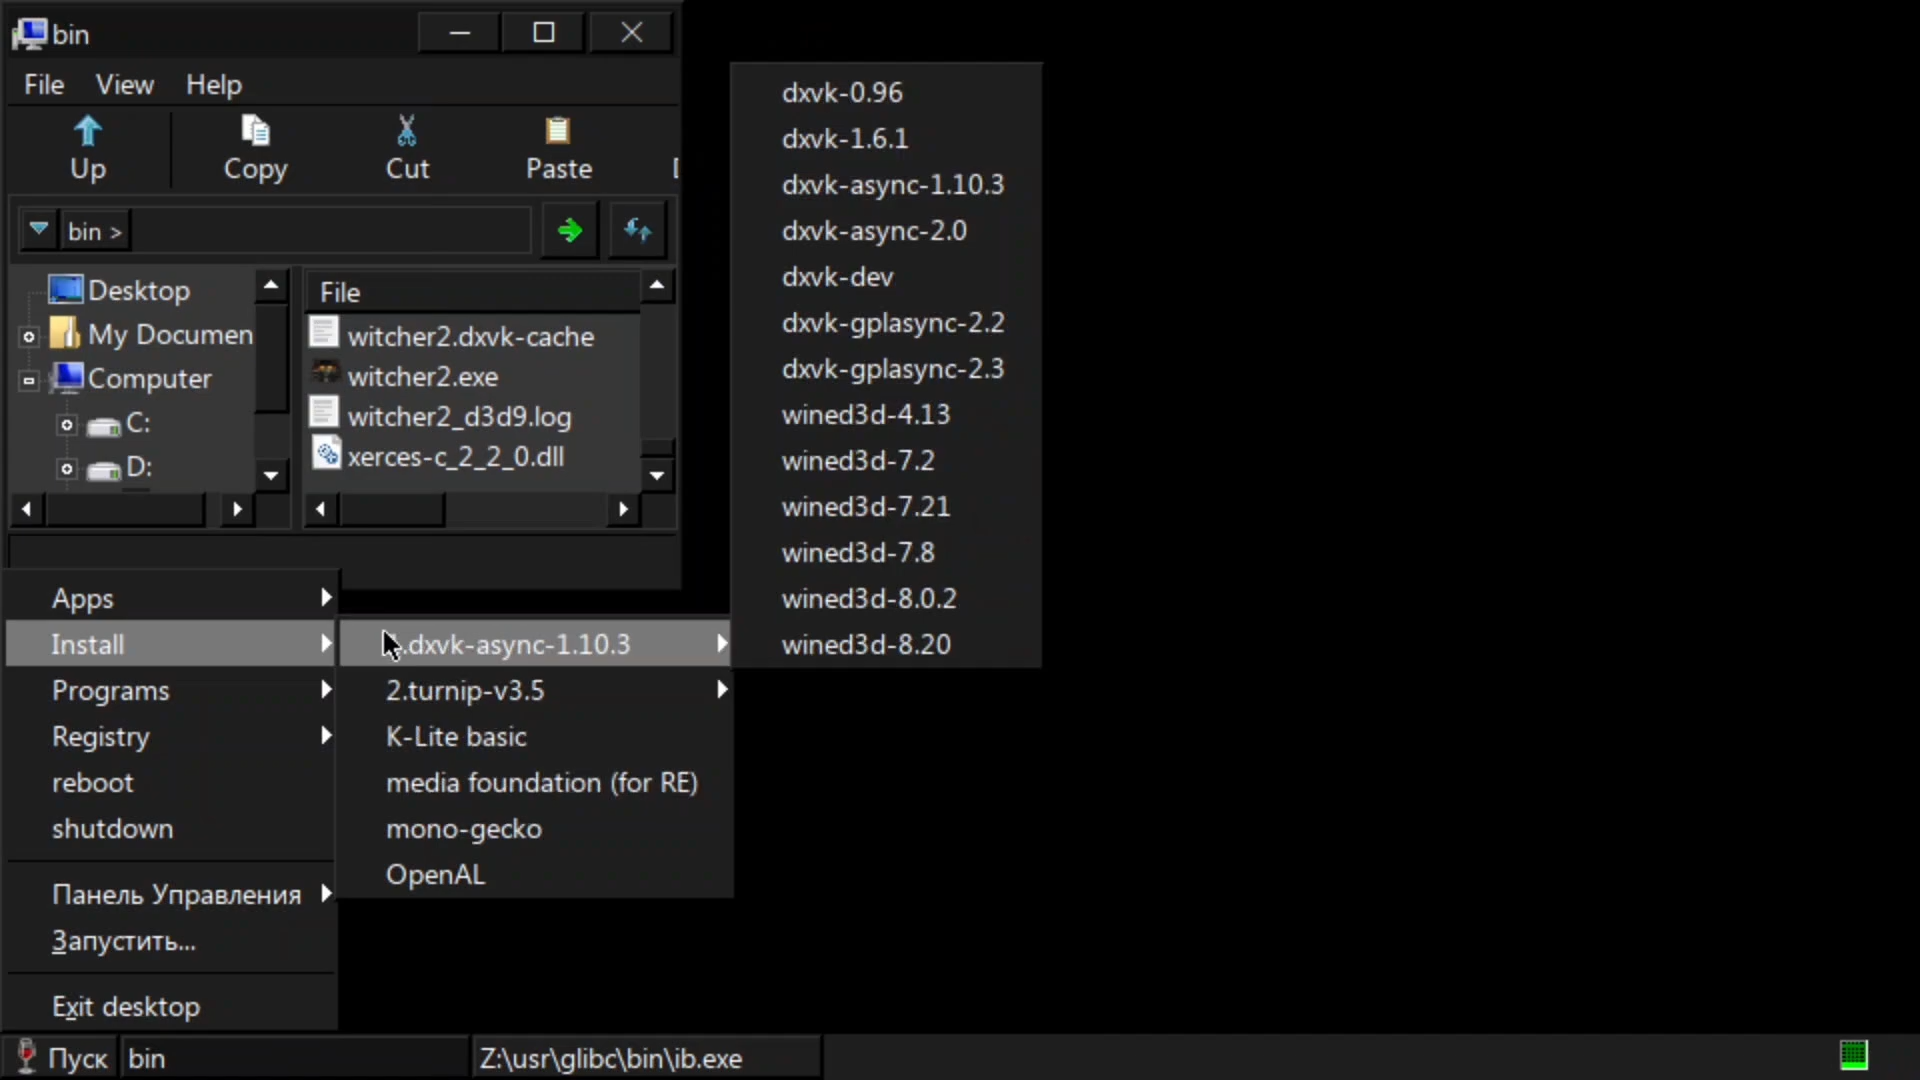 bin
File View Help
Up Copy Cut Paste
bin >
Desktop
My Documen
Computer
C:
D:
File
witcher2.dxvk-cache
witcher2.exe
witcher2_d3d9.log
xerces-c_2_2_0.dll
Apps
Install
Programs
Registry
reboot
shutdown
Панель Управления
Запустить...
Exit desktop
.dxvk-async-1.10.3
2.turnip-v3.5
K-Lite basic
media foundation (for RE)
mono-gecko
OpenAL
dxvk-0.96
dxvk-1.6.1
dxvk-async-1.10.3
dxvk-async-2.0
dxvk-dev
dxvk-gplasync-2.2
dxvk-gplasync-2.3
wined3d-4.13
wined3d-7.2
wined3d-7.21
wined3d-7.8
wined3d-8.0.2
wined3d-8.20
Пуск bin Z:\usr\glibc\bin\ib.exe